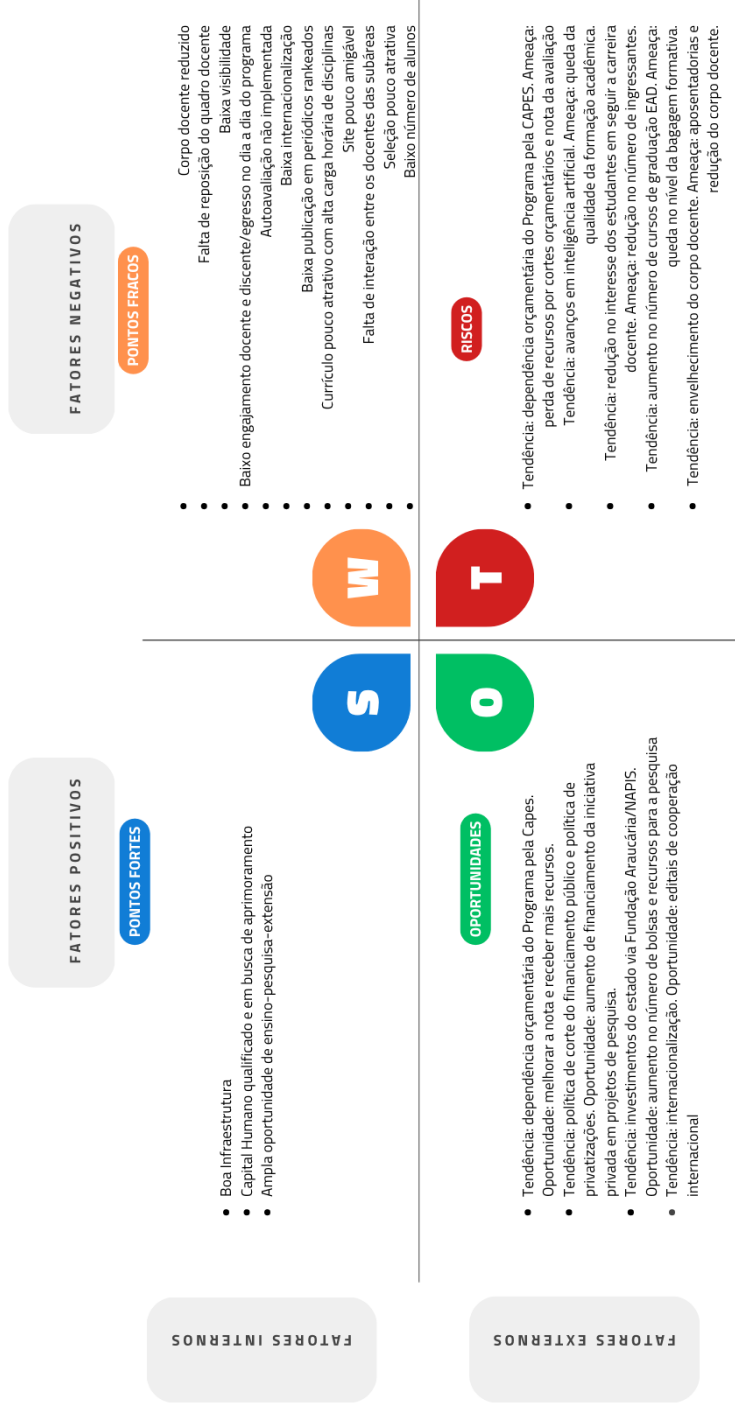 FATORES POSITIVOS
FATORES NEGATIVOS
FATORES INTERNOS
PONTOS FORTES
• Boa Infraestrutura
• Capital Humano qualificado e em busca de aprimoramento
• Ampla oportunidade de ensino-pesquisa-extensão
S
PONTOS FRACOS
• Corpo docente reduzido
• Falta de reposição do quadro docente
• Baixa visibilidade
• Baixo engajamento docente e discente/egresso no dia a dia do programa
• Autoavaliação não implementada
• Baixa internacionalização
• Baixa publicação em periódicos rankeados
• Currículo pouco atrativo com alta carga horária de disciplinas
• Site pouco amigável
• Falta de interação entre os docentes das subáreas
• Seleção pouco atrativa
• Baixo número de alunos
W
FATORES EXTERNOS
OPORTUNIDADES
O
• Tendência: dependência orçamentária do Programa pela Capes.
Oportunidade: melhorar a nota e receber mais recursos.
• Tendência: política de corte do financiamento público e política de
privatizações. Oportunidade: aumento de financiamento da iniciativa
privada em projetos de pesquisa.
• Tendência: investimentos do estado via Fundação Araucária/NAPIS.
Oportunidade: aumento no número de bolsas e recursos para a pesquisa
• Tendência: internacionalização. Oportunidade: editais de cooperação
internacional
T
RISCOS
• Tendência: dependência orçamentária do Programa pela CAPES. Ameaça:
perda de recursos por cortes orçamentários e nota da avaliação
• Tendência: avanços em inteligência artificial. Ameaça: queda da
qualidade da formação acadêmica.
• Tendência: redução no interesse dos estudantes em seguir a carreira
docente. Ameaça: redução no número de ingressantes.
• Tendência: aumento no número de cursos de graduação EAD. Ameaça:
queda no nível da bagagem formativa.
• Tendência: envelhecimento do corpo docente. Ameaça: aposentadorias e
redução do corpo docente.